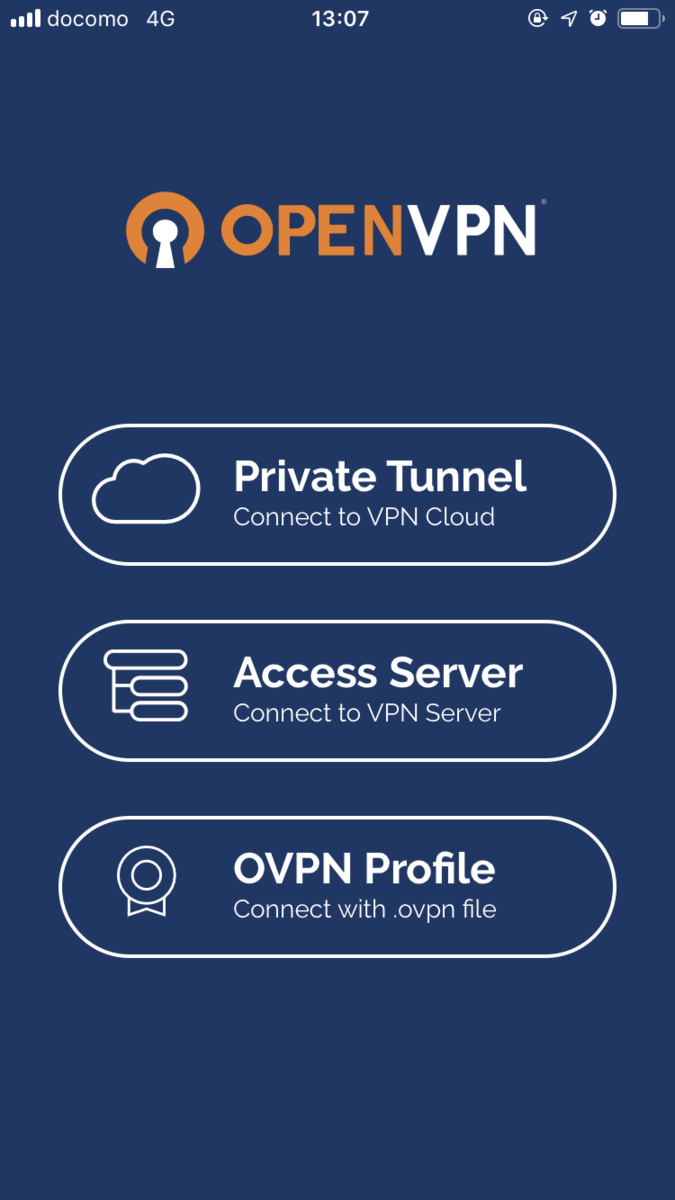 docomo 4G 13:07
OPENVPN®
Private Tunnel
Connect to VPN Cloud
Access Server
Connect to VPN Server
OVPN Profile
Connect with .ovpn file